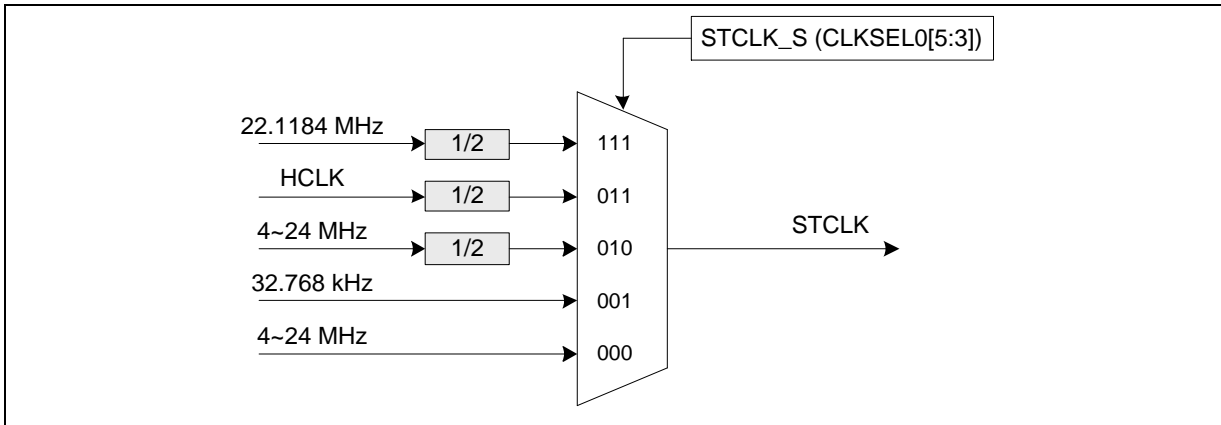 STCLK_S (CLKSEL0[5:3])
22.1184 MHz
1/2
111
HCLK
1/2
011
4~24 MHz
1/2
010
STCLK
32.768 kHz
001
4~24 MHz
000